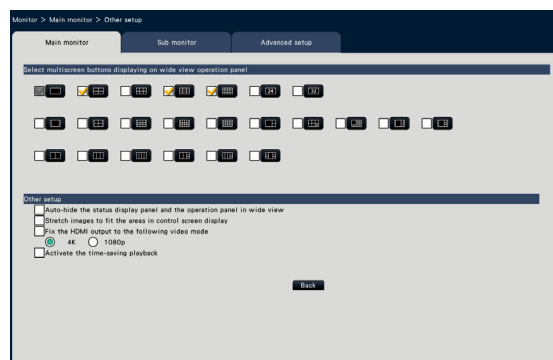 Monitor > Main monitor > Other setup
Main monitor Sub monitor Advanced setup
Select multiscreen buttons displaying on wide view operation panel
24 32
Other setup
Auto-hide the status display panel and the operation panel in wide view
Stretch images to fit the areas in control screen display
Fix the HDMI output to the following video mode
4K 1080p
Activate the time-saving playback
Back